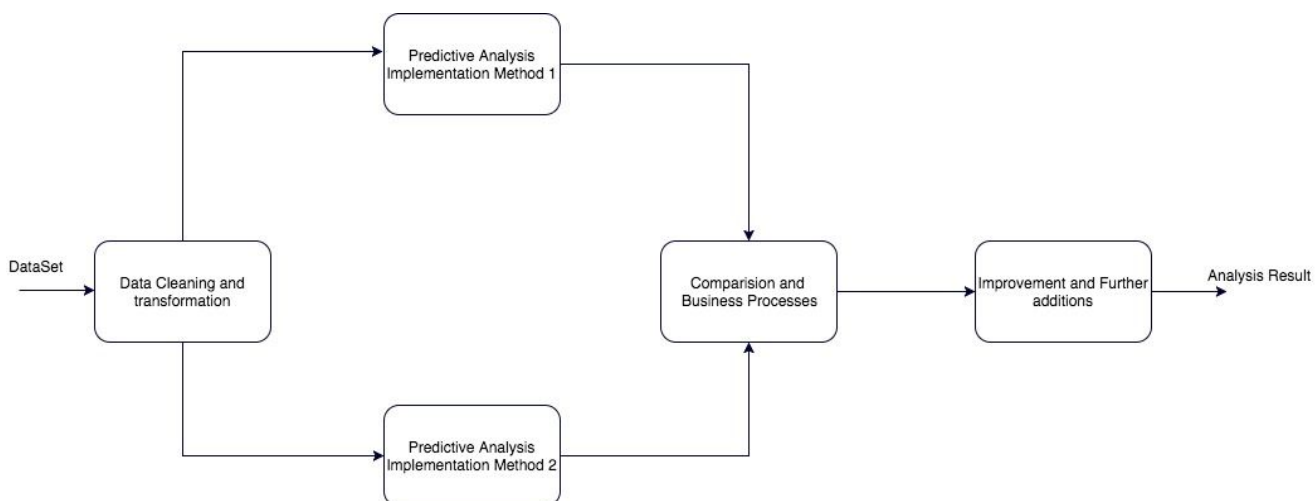 Predictive Analysis
Implementation Method 1
DataSet
Data Cleaning and
transformation
Comparision and
Business Processes
Improvement and Further
additions
Analysis Result
Predictive Analysis
Implementation Method 2